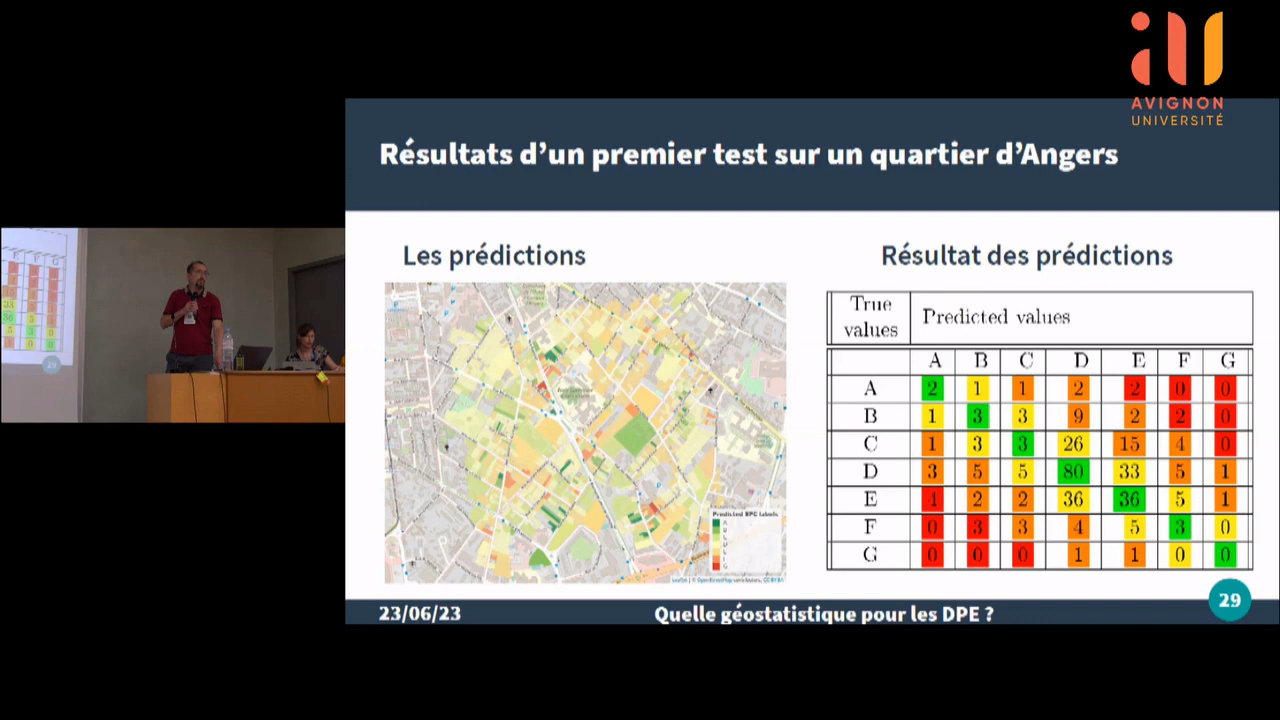 AVIGNON
UNIVERSITÉ
Résultats d'un premier test sur un quartier d'Angers
Les prédictions
Résultat des prédictions
True values Predicted values
A B C D E F G
A 2 1 1 2 2 0 0
B 1 3 3 9 2 2 0
C 1 3 3 26 15 4 0
D 3 5 5 80 33 5 1
E 4 2 2 36 36 5 1
F 0 3 3 4 5 3 0
G 0 0 0 1 1 0 0
Predicted EPC labels
23/06/23
Quelle géostatistique pour les DPE ?
29